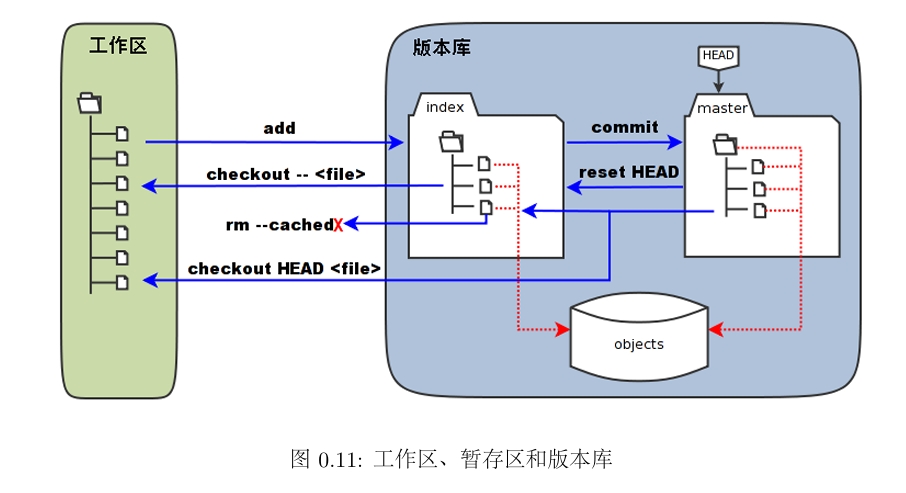 工作区
版本库
HEAD
index
master
add
commit
checkout -- <file>
reset HEAD
rm --cachedX
checkout HEAD <file>
objects
图 0.11: 工作区、暂存区和版本库